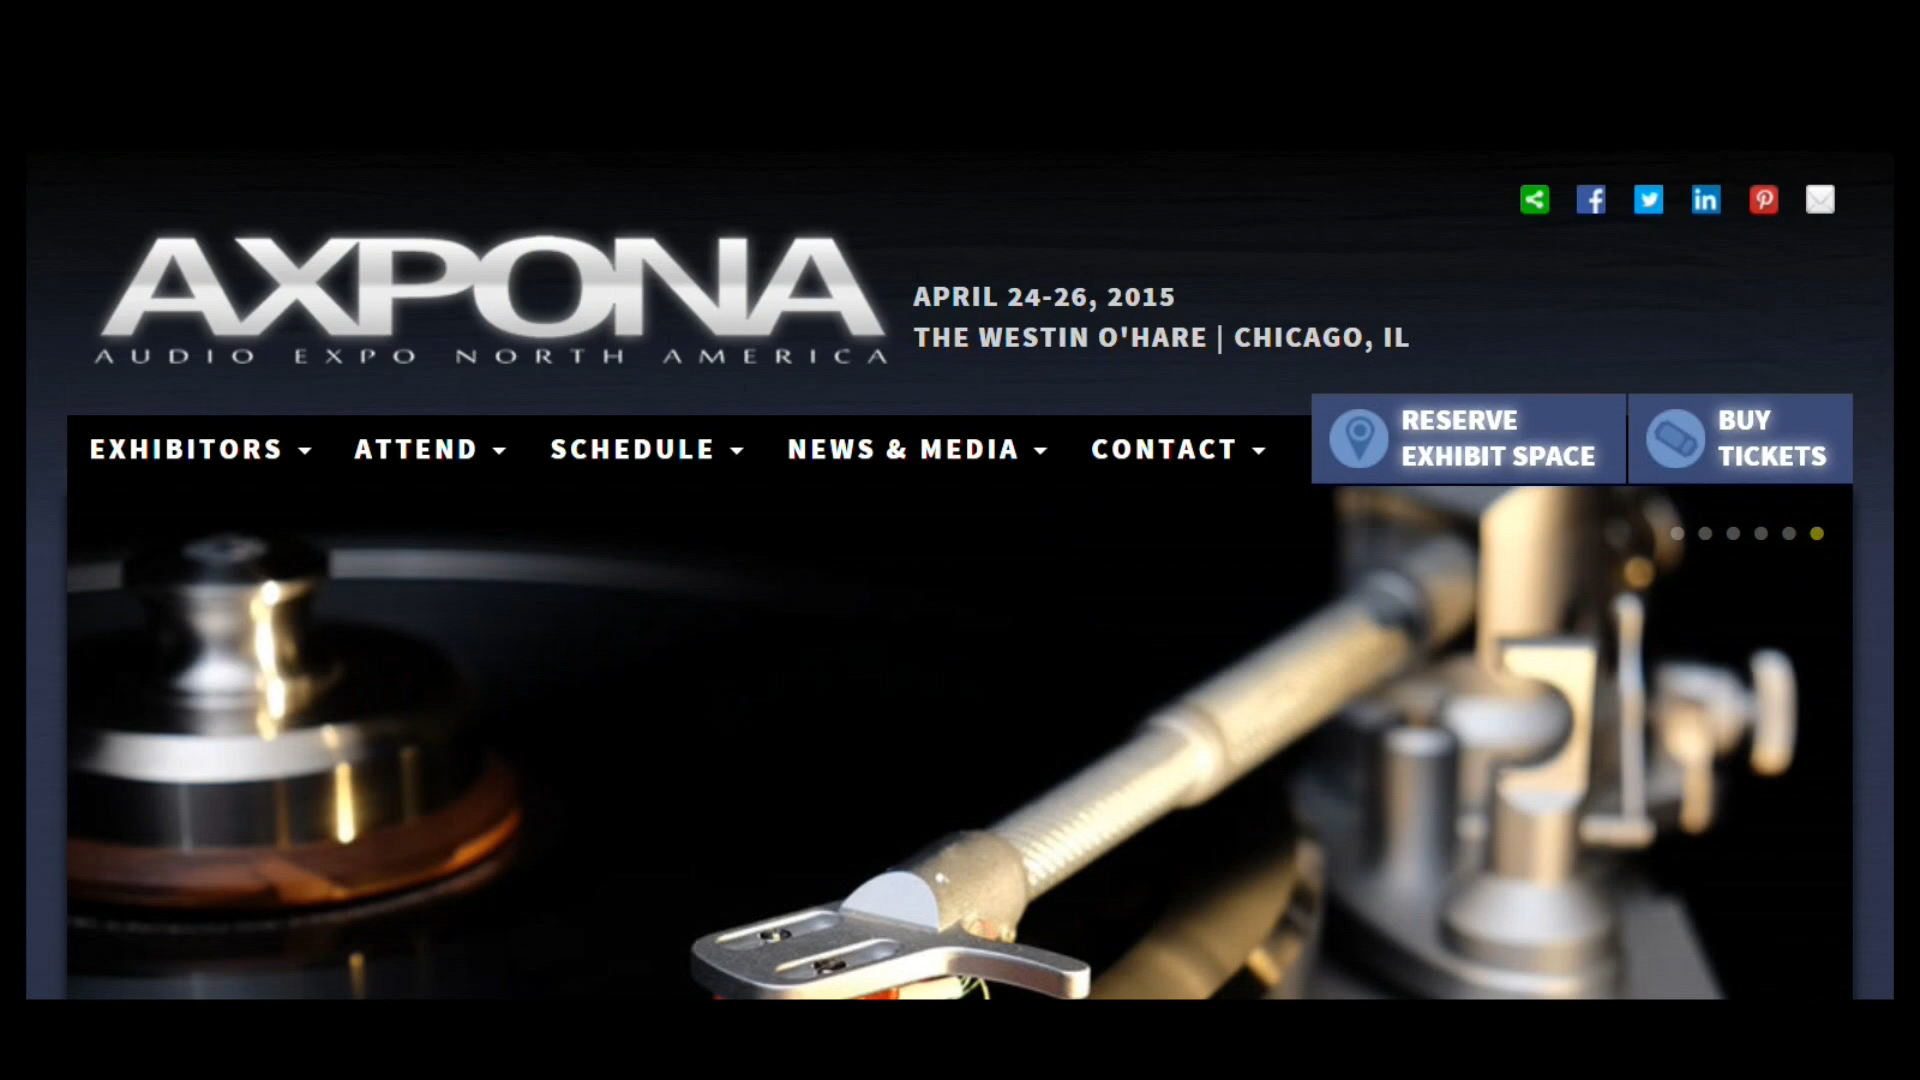 AXPONA
AUDIO EXPO NORTH AMERICA
APRIL 24-26, 2015
THE WESTIN O'HARE | CHICAGO, IL
EXHIBITORS ATTEND SCHEDULE NEWS & MEDIA CONTACT
RESERVE
EXHIBIT SPACE
BUY
TICKETS